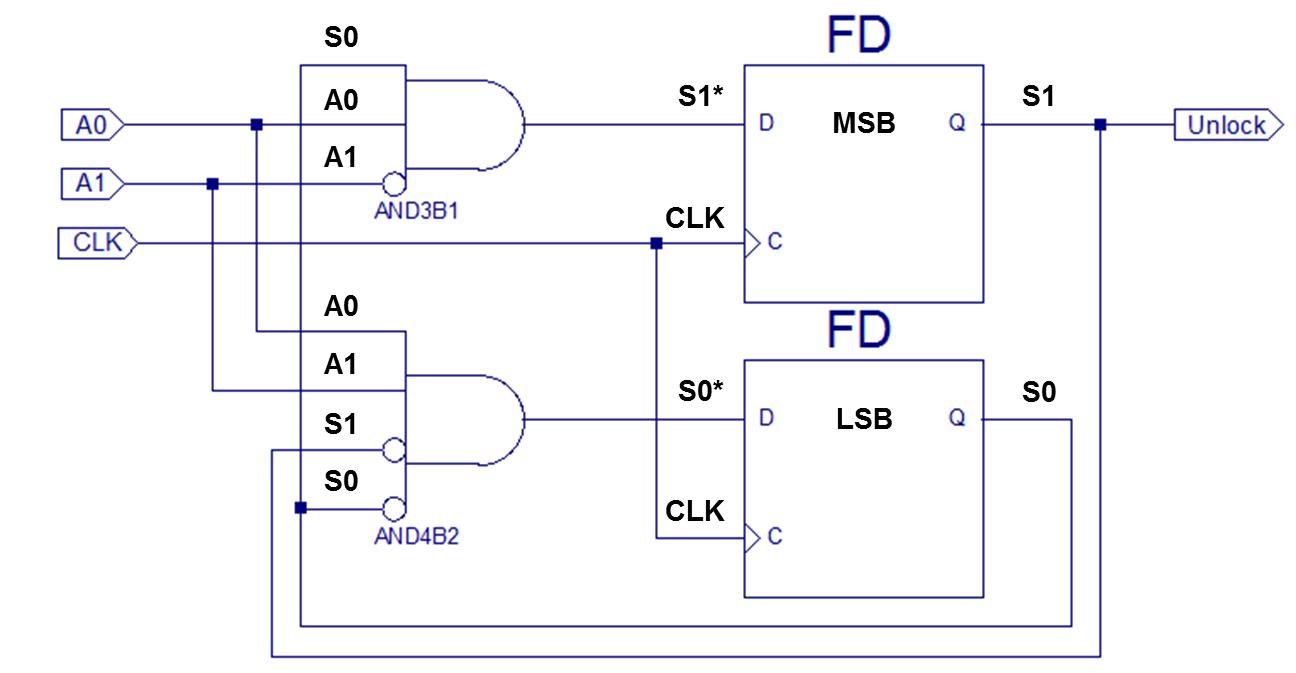 FD
S0
A0
A0
S1*
S1
D
MSB
Q
Unlock
A1
A1
AND3B1
CLK
CLK
C
A0
FD
A1
S0*
S0
D
LSB
Q
S1
S0
CLK
AND4B2
C